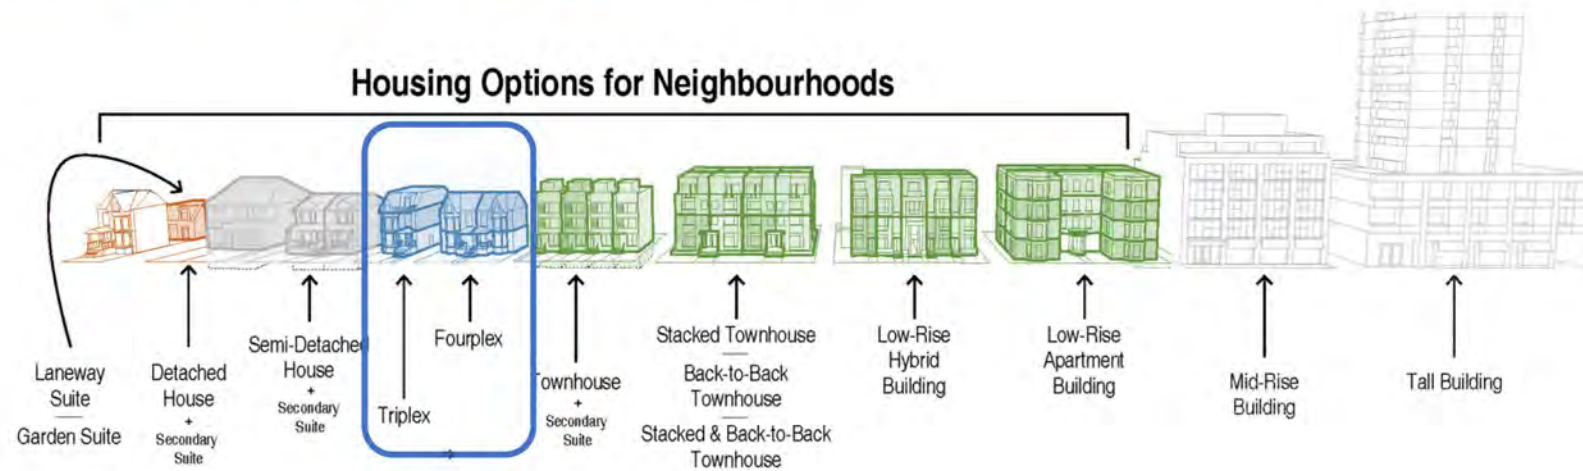 Housing Options for Neighbourhoods
Laneway
Suite
Garden Suite
Detached
House
+
Secondary
Suite
Semi-Detached
House
+
Secondary
Suite
Triplex
Fourplex
ownhouse
+
Secondary
Suite
Stacked Townhouse
Back-to-Back
Townhouse
Stacked & Back-to-Back
Townhouse
Low-Rise
Hybrid
Building
Low-Rise
Apartment
Building
Mid-Rise
Building
Tall Building